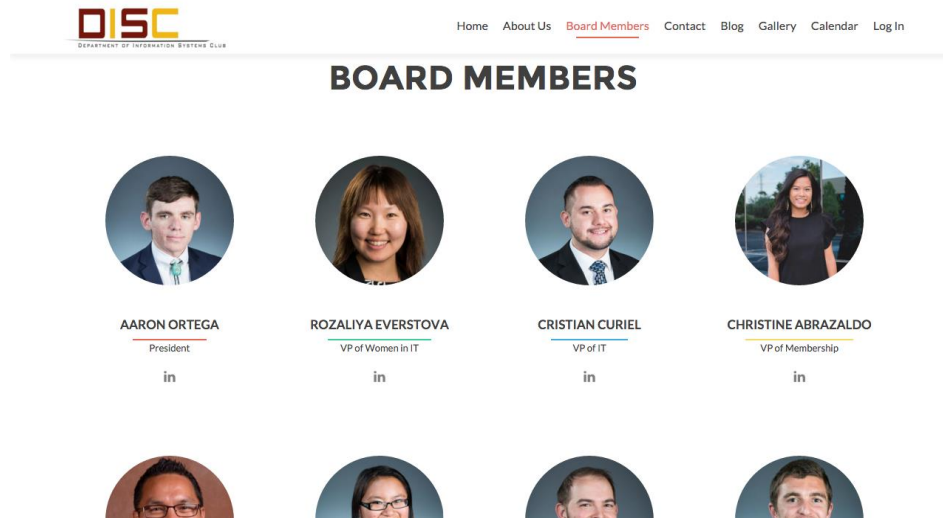 DISC
DEPARTMENT OF INFORMATION SYSTEMS CLUB
Home About Us Board Members Contact Blog Gallery Calendar Log In
BOARD MEMBERS
AARON ORTEGA ROZALIYA EVERSTOVA CRISTIAN CURIEL CHRISTINE ABRAZALDO
President VP of Women in IT VP of IT VP of Membership
in in in in